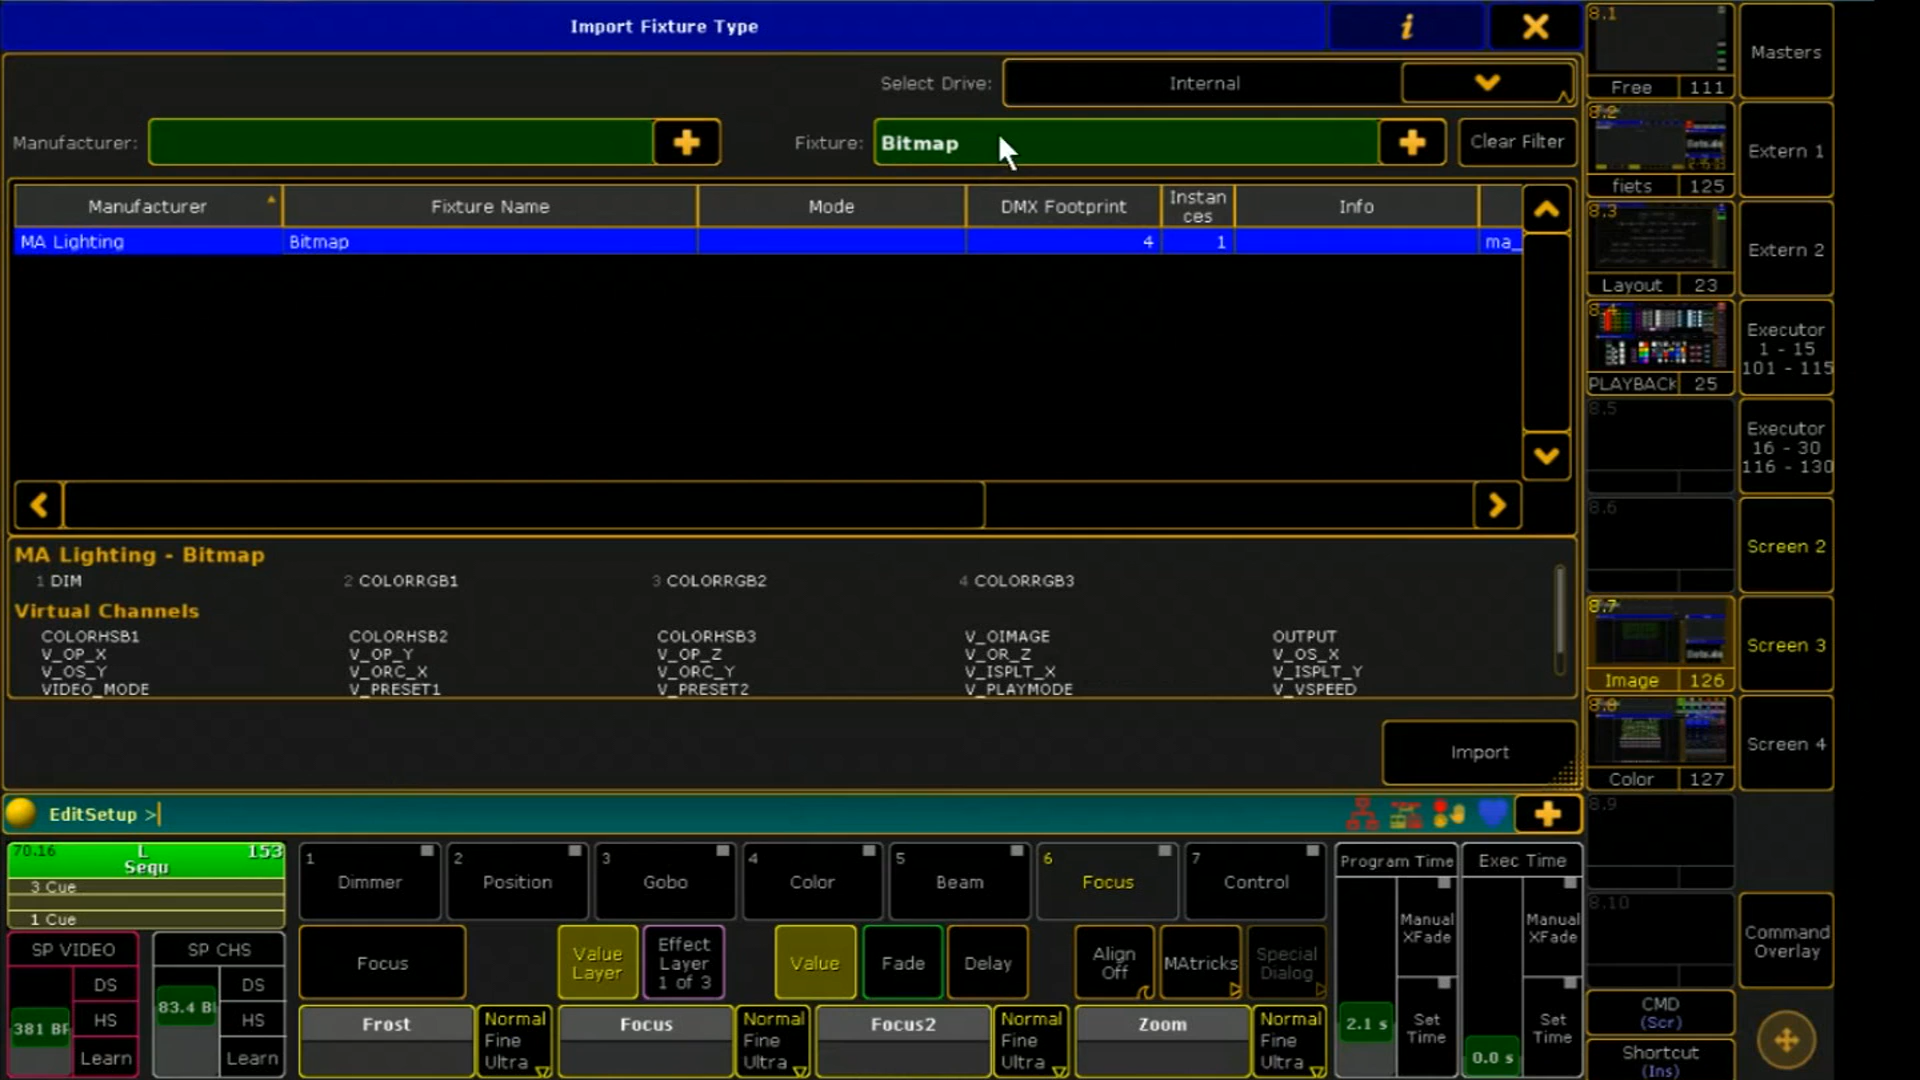 Import Fixture Type
Select Drive: Internal
Manufacturer:
Fixture: Bitmap
Clear Filter
Manufacturer Fixture Name Mode DMX Footprint Instan ces Info
MA Lighting Bitmap 4 1 ma_
MA Lighting - Bitmap
1 DIM 2 COLORRGB1 3 COLORRGB2 4 COLORRGB3
Virtual Channels
COLORHSB1 COLORHSB2 COLORHSB3 V_OIMAGE OUTPUT
V_OP_X V_OP_Y V_OP_Z V_OR_Z V_OS_X
V_OS_Y V_ORC_X V_ORC_Y V_ISPLT_X V_ISPLT_Y
VIDEO_MODE V_PRESET1 V_PRESET2 V_PLAYMODE V_VSPEED
Import
EditSetup >
70.16 L 153
Sequ
3 Cue
1 Cue
SP VIDEO
DS
HS
Learn
381 BP
SP CHS
DS
HS
Learn
83.4 B
1 Dimmer
2 Position
3 Gobo
4 Color
5 Beam
6 Focus
7 Control
Focus
Value Layer
Effect Layer 1 of 3
Value
Fade
Delay
Align Off
MAtricks
Special Dialog
Frost
Normal
Fine
Ultra
Focus
Normal
Fine
Ultra
Focus2
Normal
Fine
Ultra
Zoom
Normal
Fine
Ultra
Program Time
Manual XFade
2.1 s
Set Time
Exec Time
Manual XFade
0.0 s
Set Time
8.1
Free 111
8.2
fiets 125
8.3
Layout 23
8.4
PLAYBACK 25
8.5
8.6
8.7
Image 126
8.8
Color 127
8.9
8.10
CMD
(Scr)
Shortcut
(Ins)
Masters
Extern 1
Extern 2
Executor
1 - 15
101 - 115
Executor
16 - 30
116 - 130
Screen 2
Screen 3
Screen 4
Command
Overlay